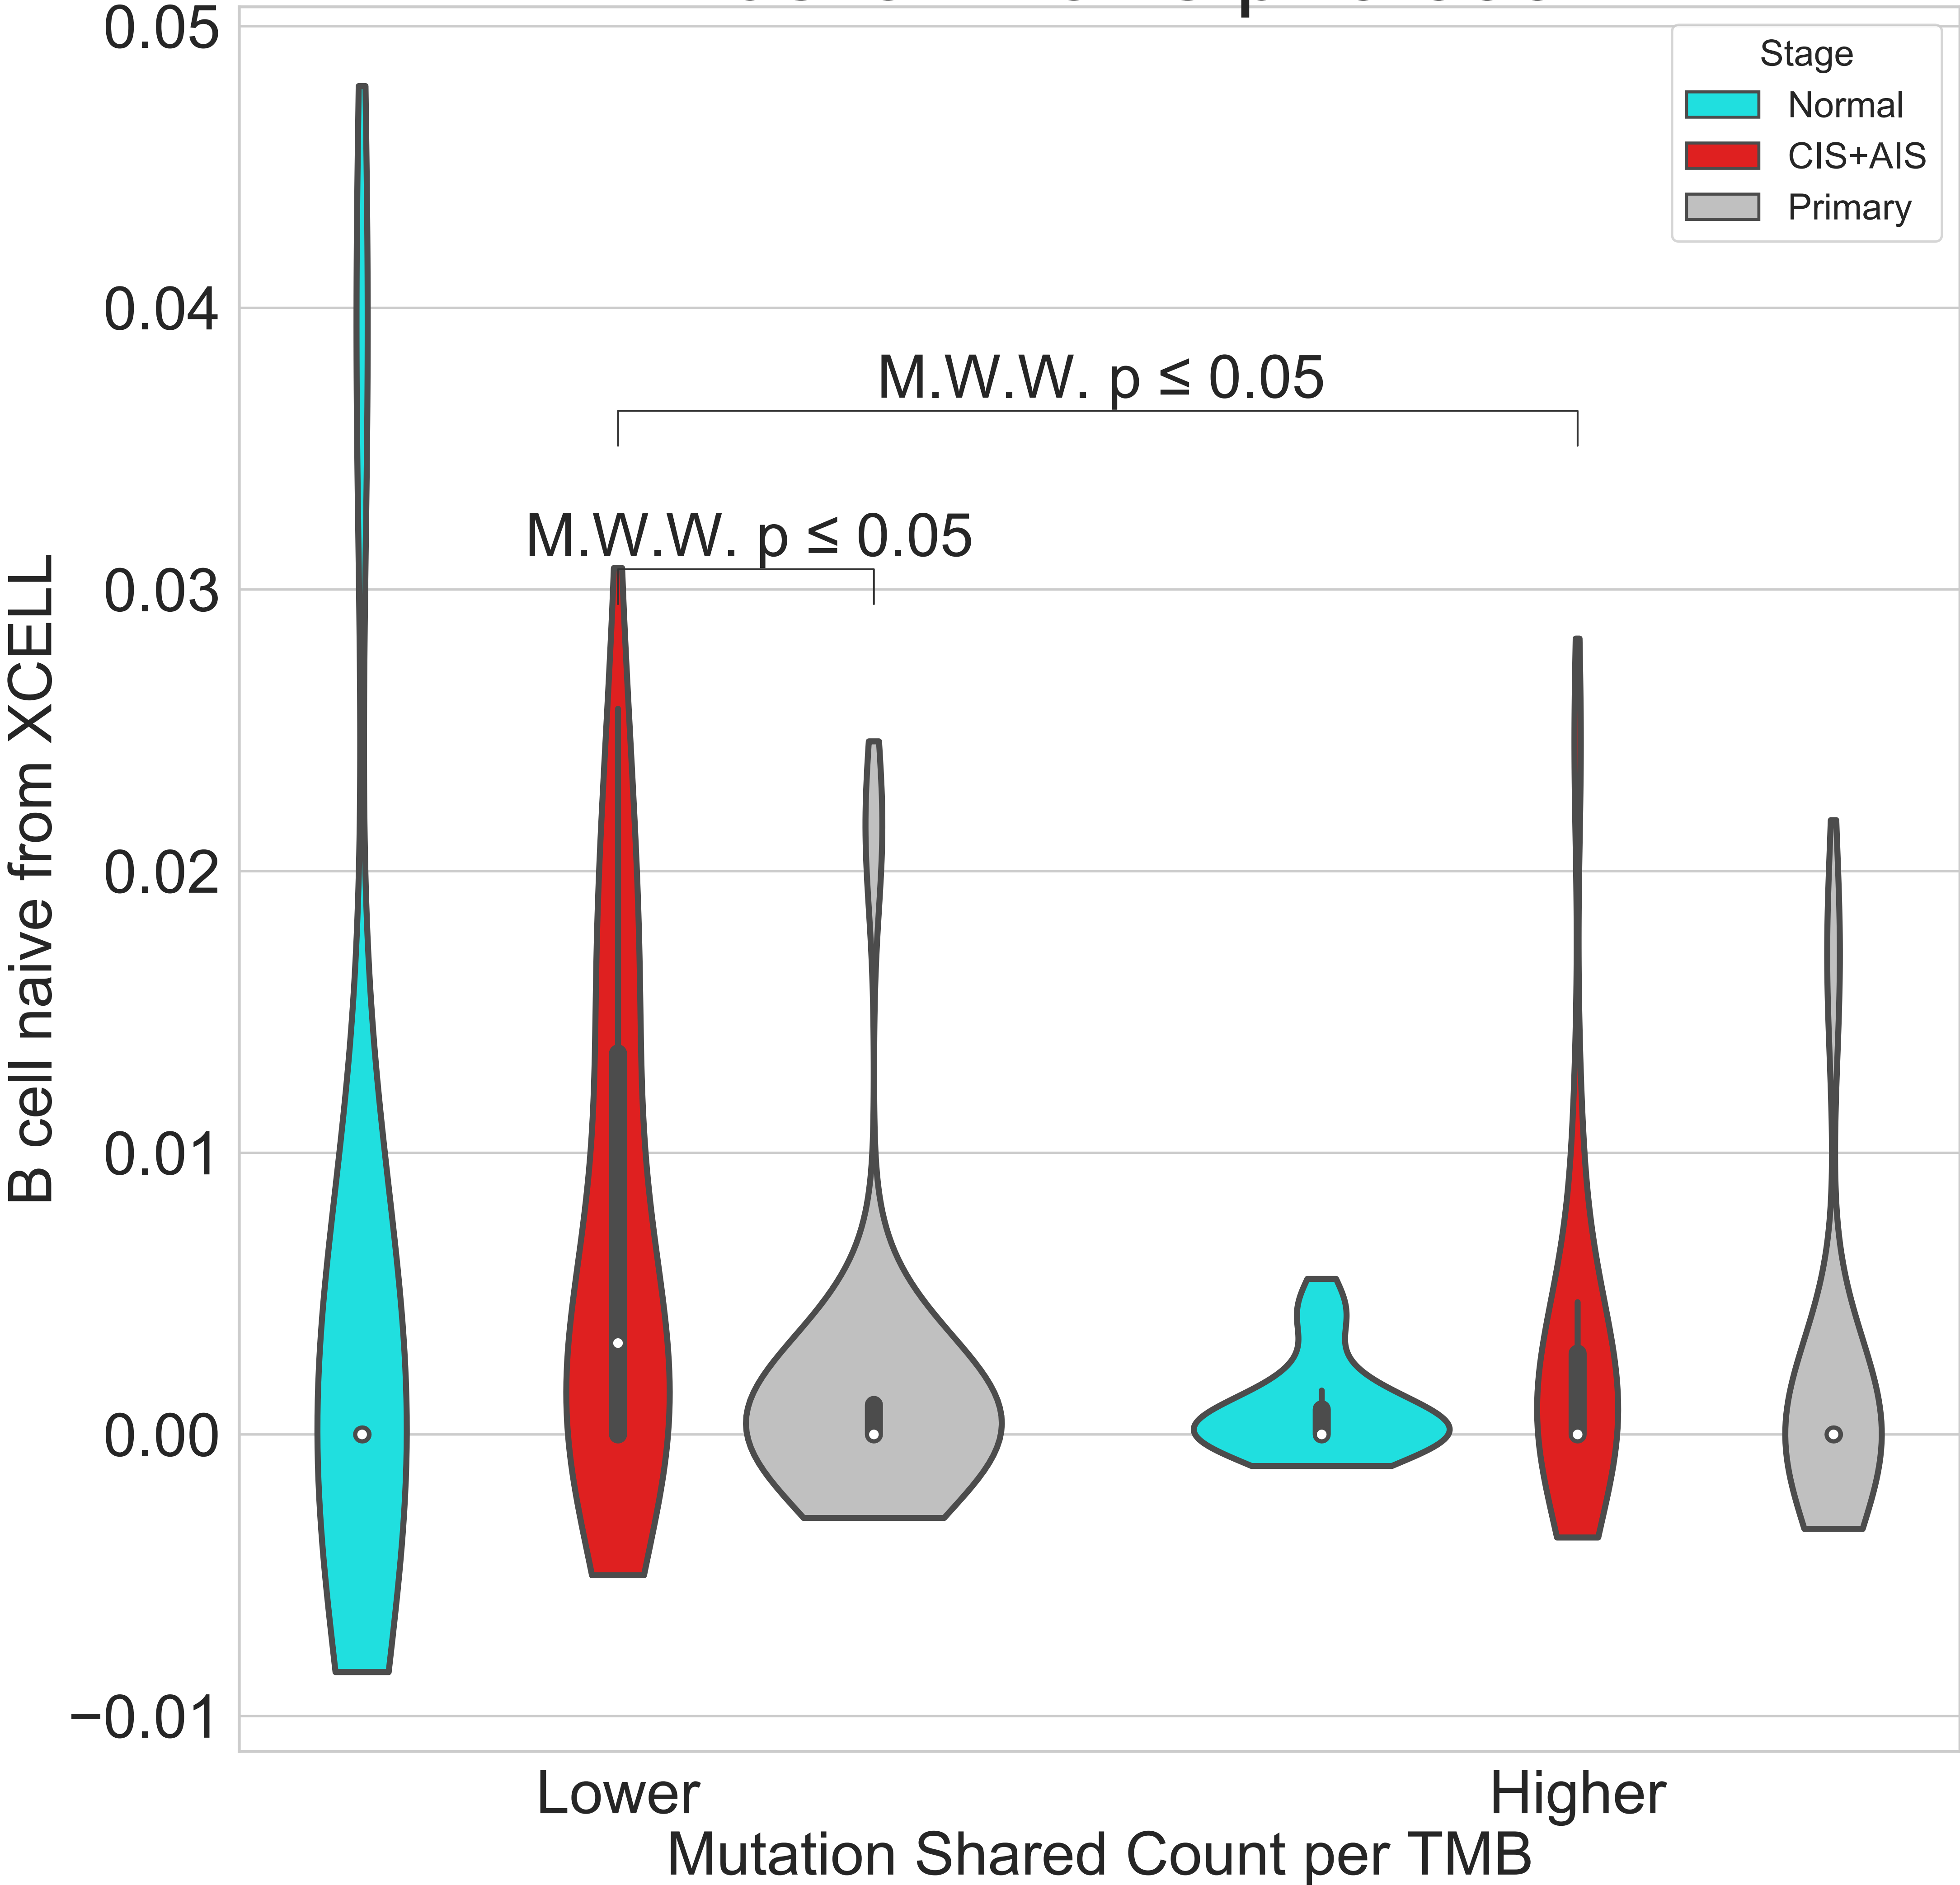 0.05
0.04
0.03
0.02
0.01
0.00
−0.01
B cell naive from XCELL
Stage
Normal
CIS+AIS
Primary
M.W.W. p ≤ 0.05
M.W.W. p ≤ 0.05
Lower
Higher
Mutation Shared Count per TMB